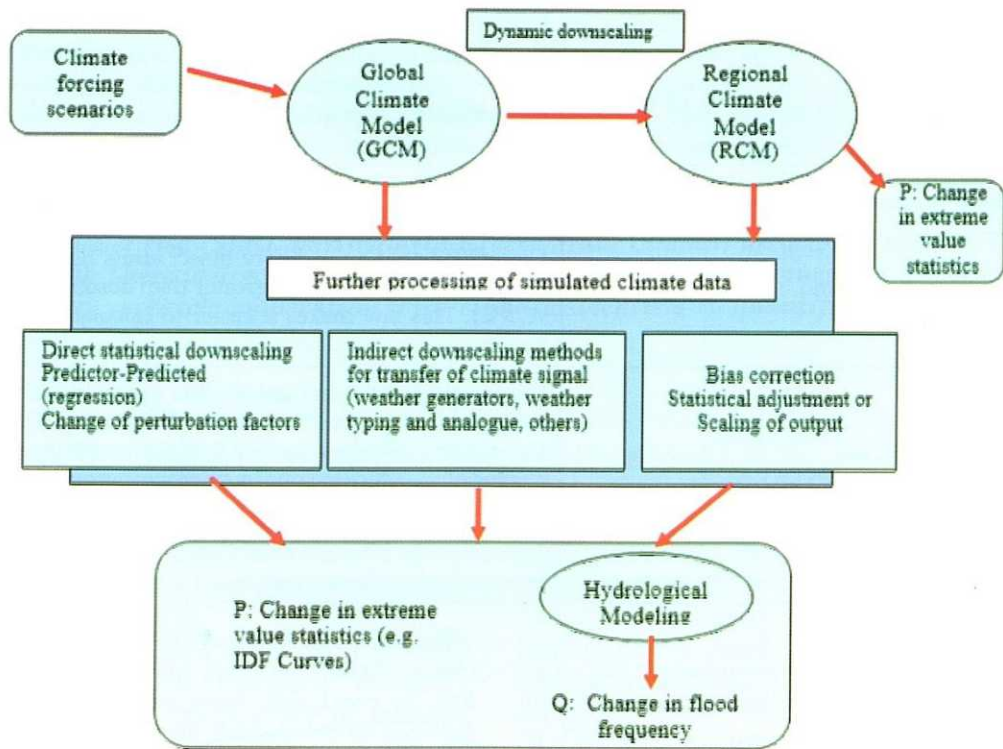 Dynamic downscaling
Climate
forcing
scenarios
Global
Climate
Model
(GCM)
Regional
Climate
Model
(RCM)
P: Change
in extreme
value
statistics
Further processing of simulated climate data
Direct statistical downscaling
Predictor-Predicted
(regression)
Change of perturbation factors
Indirect downscaling methods
for transfer of climate signal
(weather generators, weather
typing and analogue, others)
Bias correction
Statistical adjustment or
Scaling of output
P: Change in extreme
value statistics (e.g.
IDF Curves)
Hydrological
Modeling
Q: Change in flood
frequency